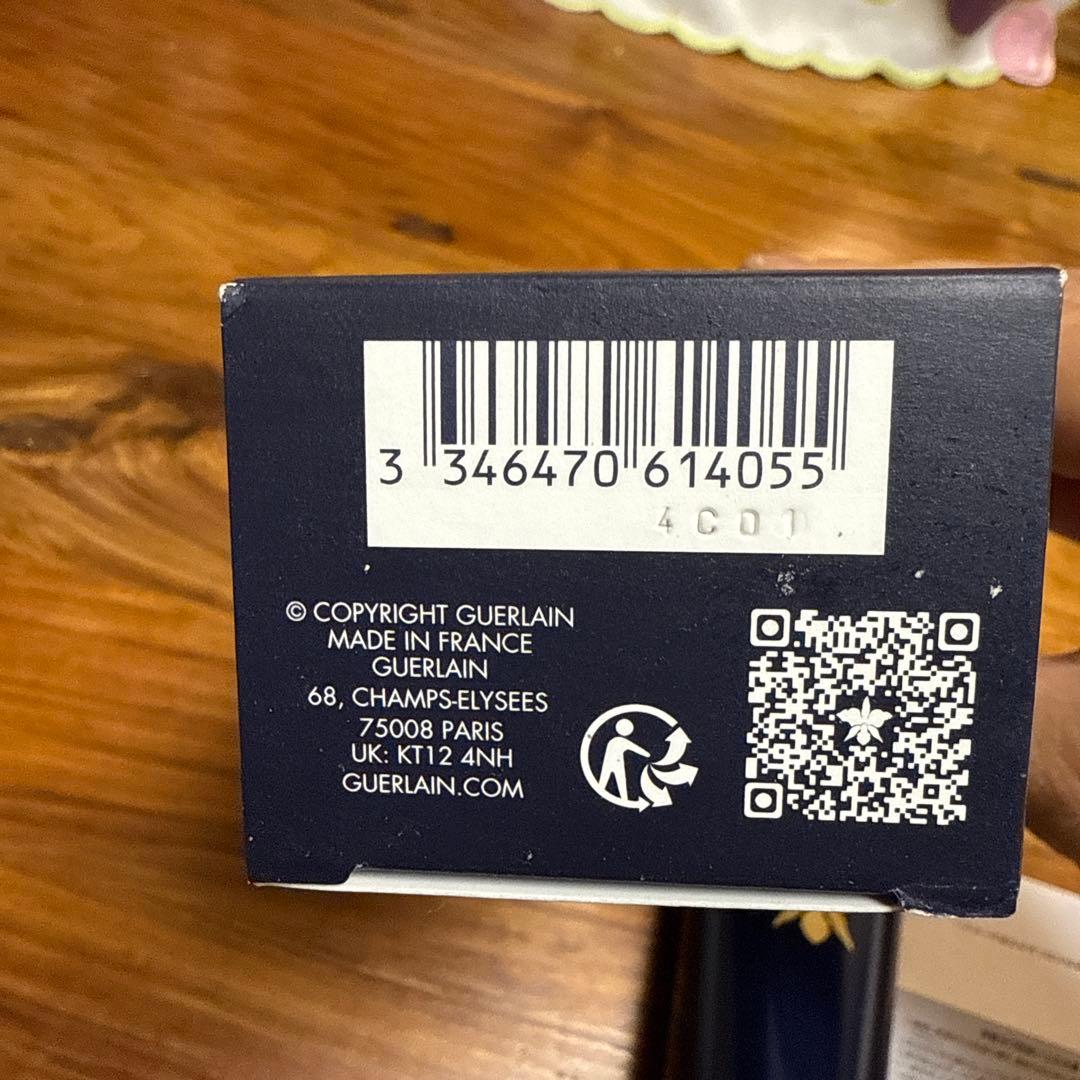 3 346470 614055
4C01
© COPYRIGHT GUERLAIN
MADE IN FRANCE
GUERLAIN
68, CHAMPS-ELYSEES
75008 PARIS
UK: KT12 4NH
GUERLAIN.COM